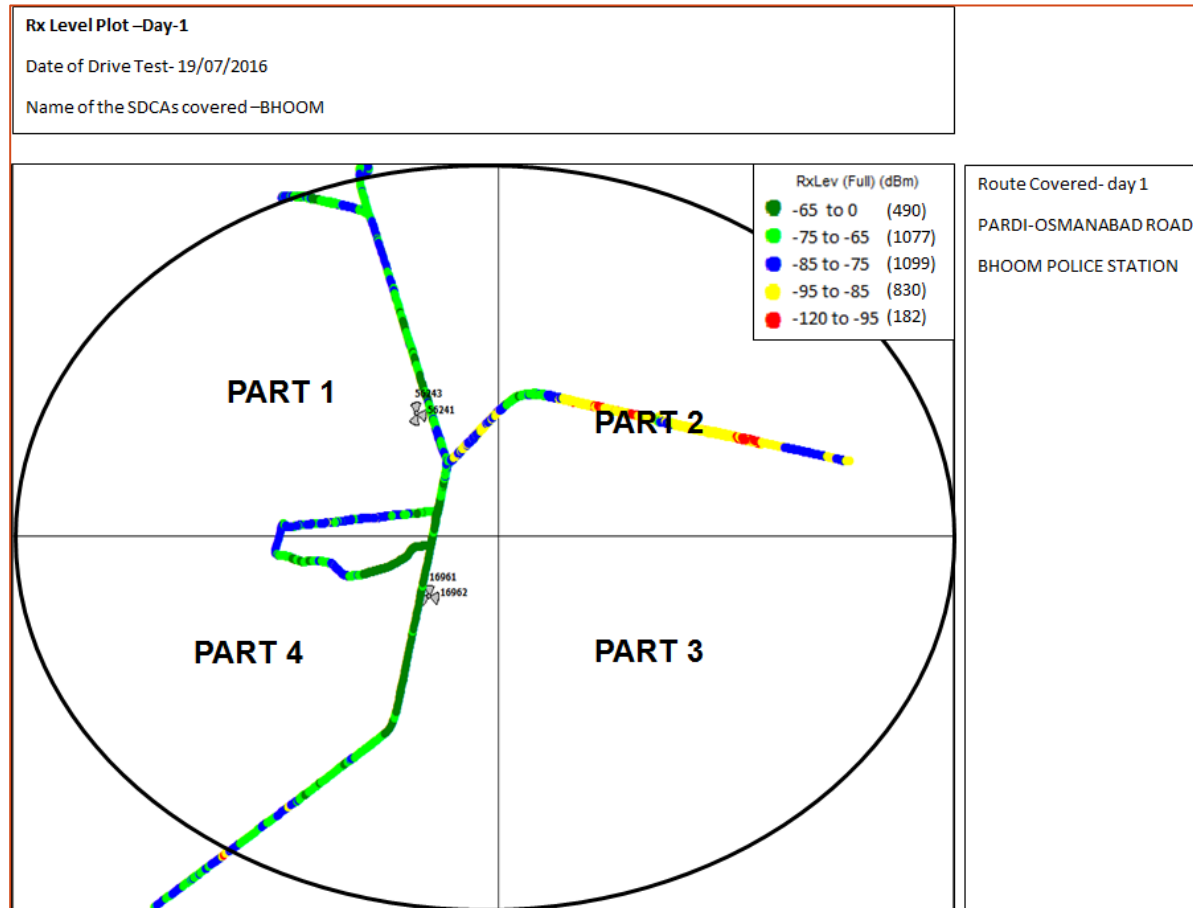 Rx Level Plot –Day-1
Date of Drive Test- 19/07/2016
Name of the SDCAs covered –BHOOM
RxLev (Full) (dBm)
-65 to 0 (490)
-75 to -65 (1077)
-85 to -75 (1099)
-95 to -85 (830)
-120 to -95 (182)
Route Covered- day 1
PARDI-OSMANABAD ROAD
BHOOM POLICE STATION
PART 1
56243
56241
PART 2
16961
16962
PART 4
PART 3